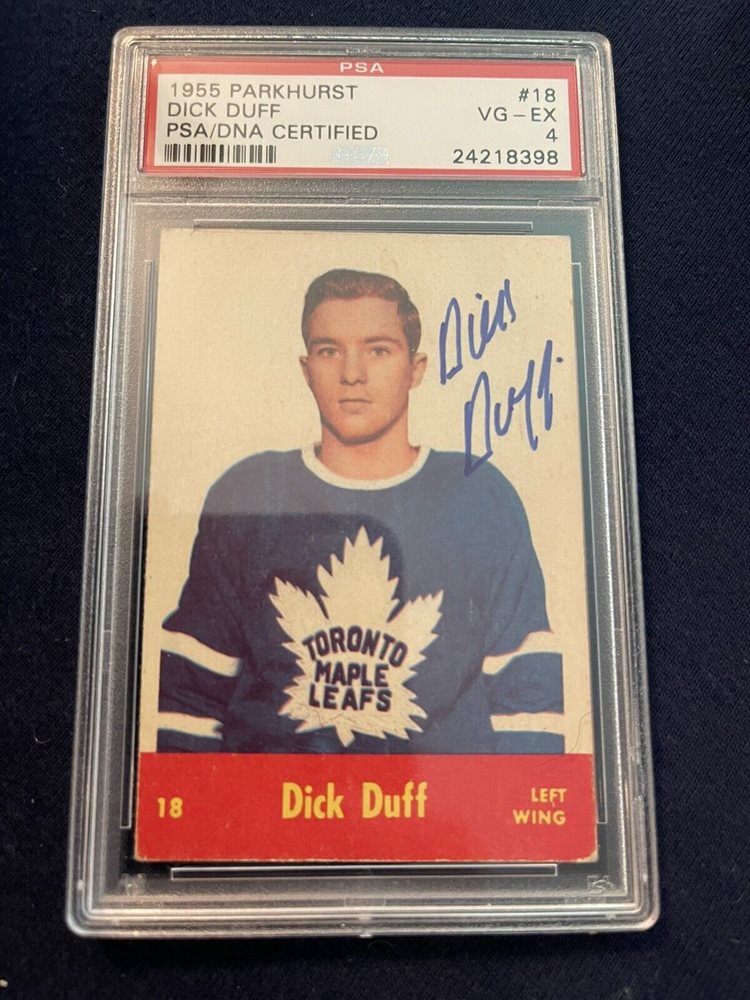 PSA
1955 PARKHURST #18
DICK DUFF VG-EX
PSA/DNA CERTIFIED 4
24218398
Dick
Duff.
TORONTO
MAPLE
LEAFS
18 Dick Duff LEFT
WING